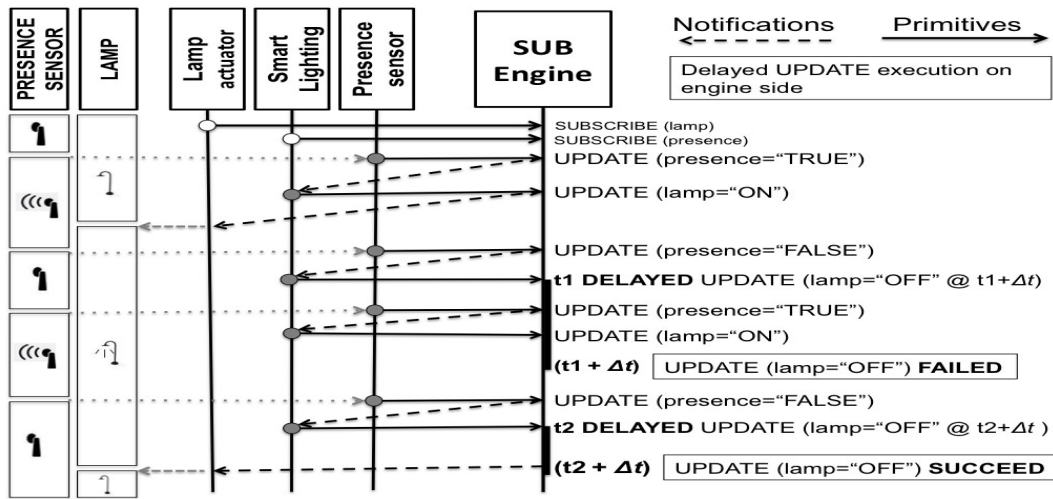 PRESENCE
SENSOR
LAMP
Lamp
actuator
Smart
Lighting
Presence
sensor
SUB
Engine
Notifications
Primitives
Delayed UPDATE execution on
engine side
SUBSCRIBE (lamp)
SUBSCRIBE (presence)
UPDATE (presence=“TRUE”)
UPDATE (lamp=“ON”)
UPDATE (presence=“FALSE”)
t1 DELAYED UPDATE (lamp=“OFF” @ t1+Δt)
UPDATE (presence=“TRUE”)
UPDATE (lamp=“ON”)
(t1 + Δt) UPDATE (lamp=“OFF”) FAILED
UPDATE (presence=“FALSE”)
t2 DELAYED UPDATE (lamp=“OFF” @ t2+Δt )
(t2 + Δt) UPDATE (lamp=“OFF”) SUCCEED